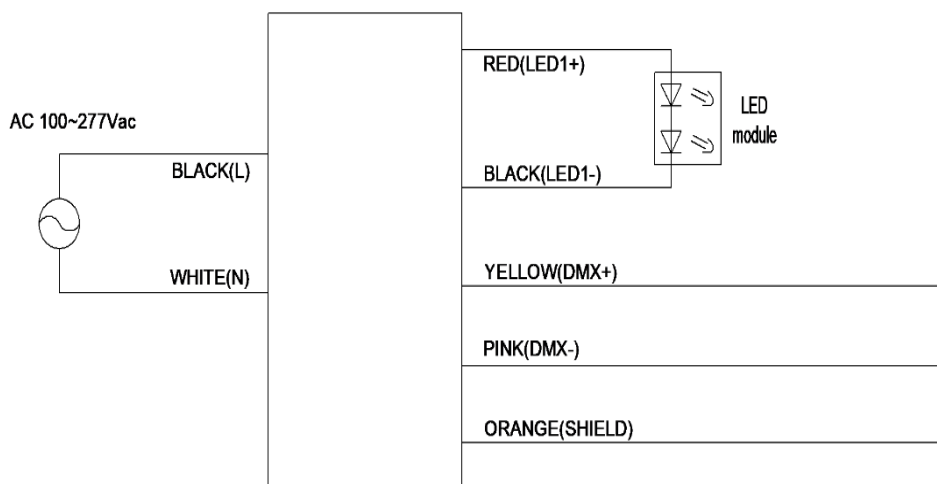 AC 100~277Vac
BLACK(L)
WHITE(N)
RED(LED1+)
LED
module
BLACK(LED1-)
YELLOW(DMX+)
PINK(DMX-)
ORANGE(SHIELD)